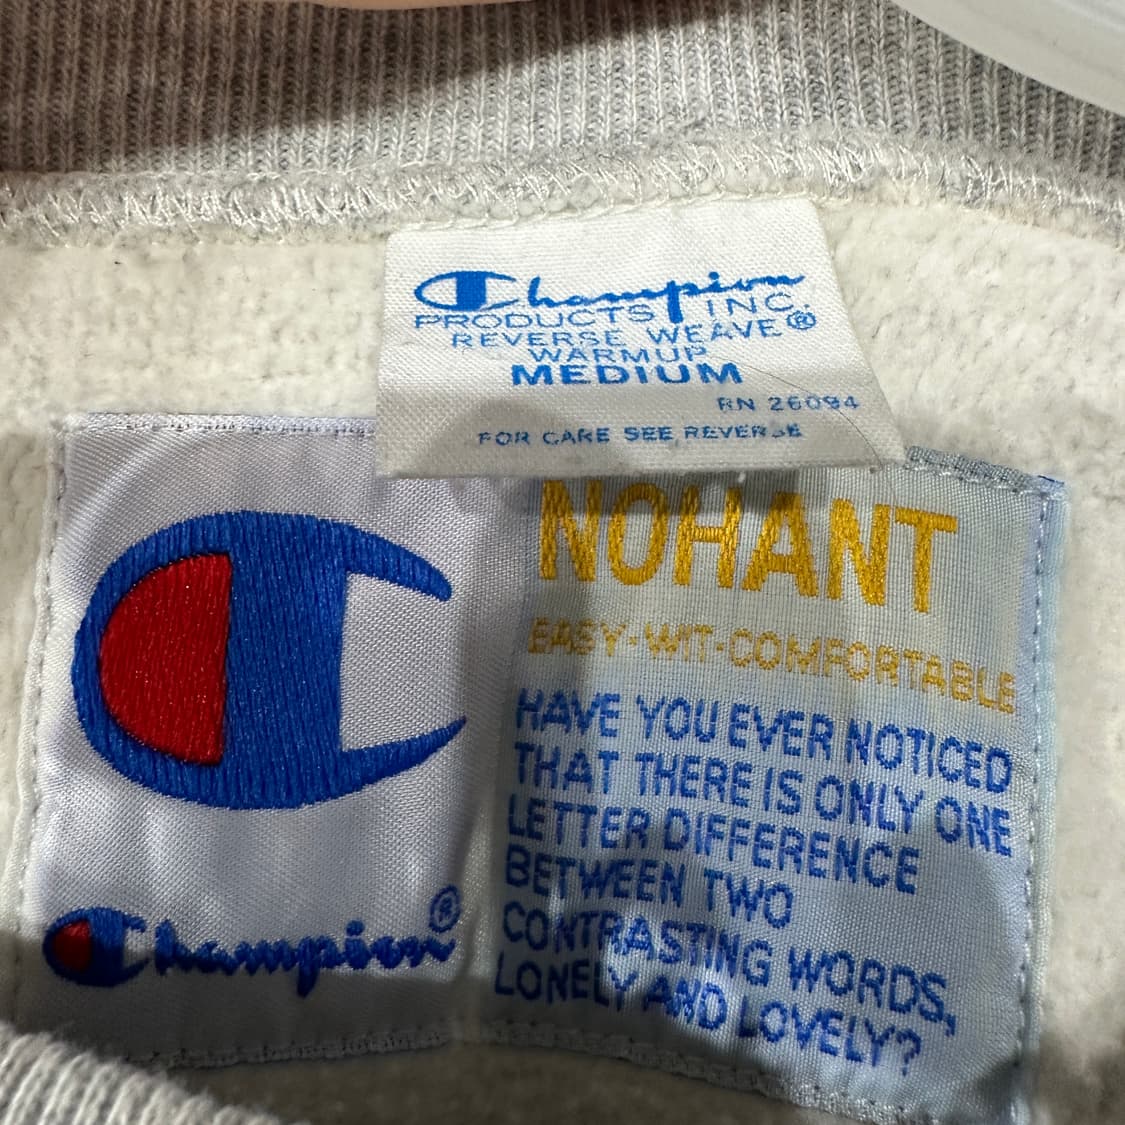 Champion
PRODUCTS INC.
REVERSE WEAVE®
WARMUP
MEDIUM
RN 26094
FOR CARE SEE REVERSE
Champion®
NOHANT
EASY-WIT-COMFORTABLE
HAVE YOU EVER NOTICED
THAT THERE IS ONLY ONE
LETTER DIFFERENCE
BETWEEN TWO
CONTRASTING WORDS,
LONELY AND LOVELY?